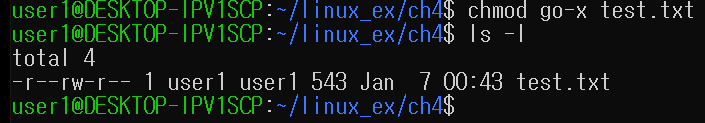 user1@DESKTOP-IPV1SCP:~/linux_ex/ch4$ chmod go-x test.txt
user1@DESKTOP-IPV1SCP:~/linux_ex/ch4$ ls -l
total 4
-r--rw-r-- 1 user1 user1 543 Jan  7 00:43 test.txt
user1@DESKTOP-IPV1SCP:~/linux_ex/ch4$